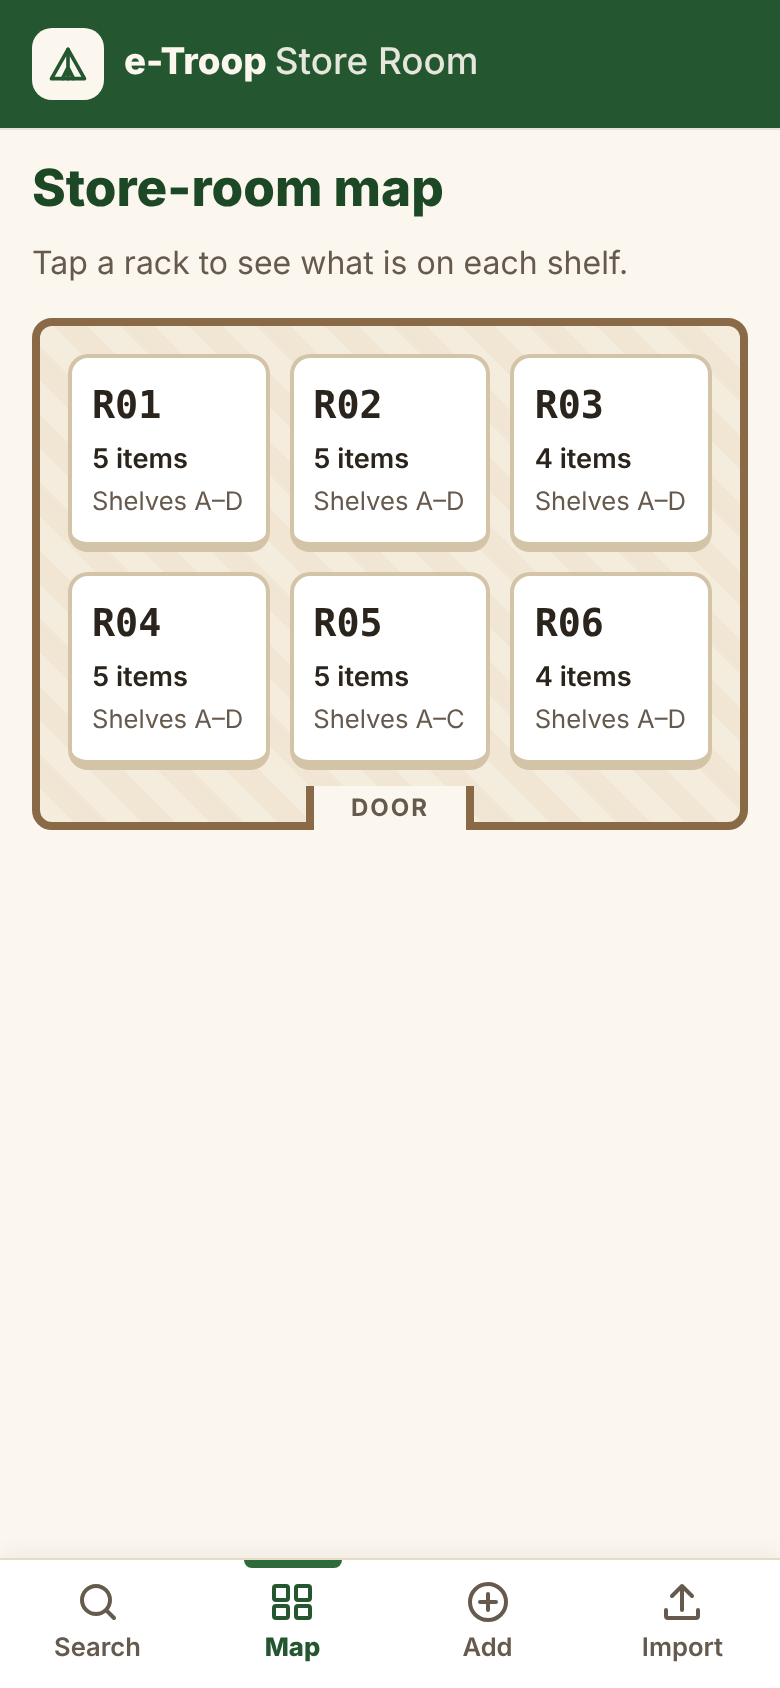 e-Troop Store Room
Store-room map
Tap a rack to see what is on each shelf.
R01
5 items
Shelves A–D
R02
5 items
Shelves A–D
R03
4 items
Shelves A–D
R04
5 items
Shelves A–D
R05
5 items
Shelves A–C
R06
4 items
Shelves A–D
DOOR
Search
Map
Add
Import